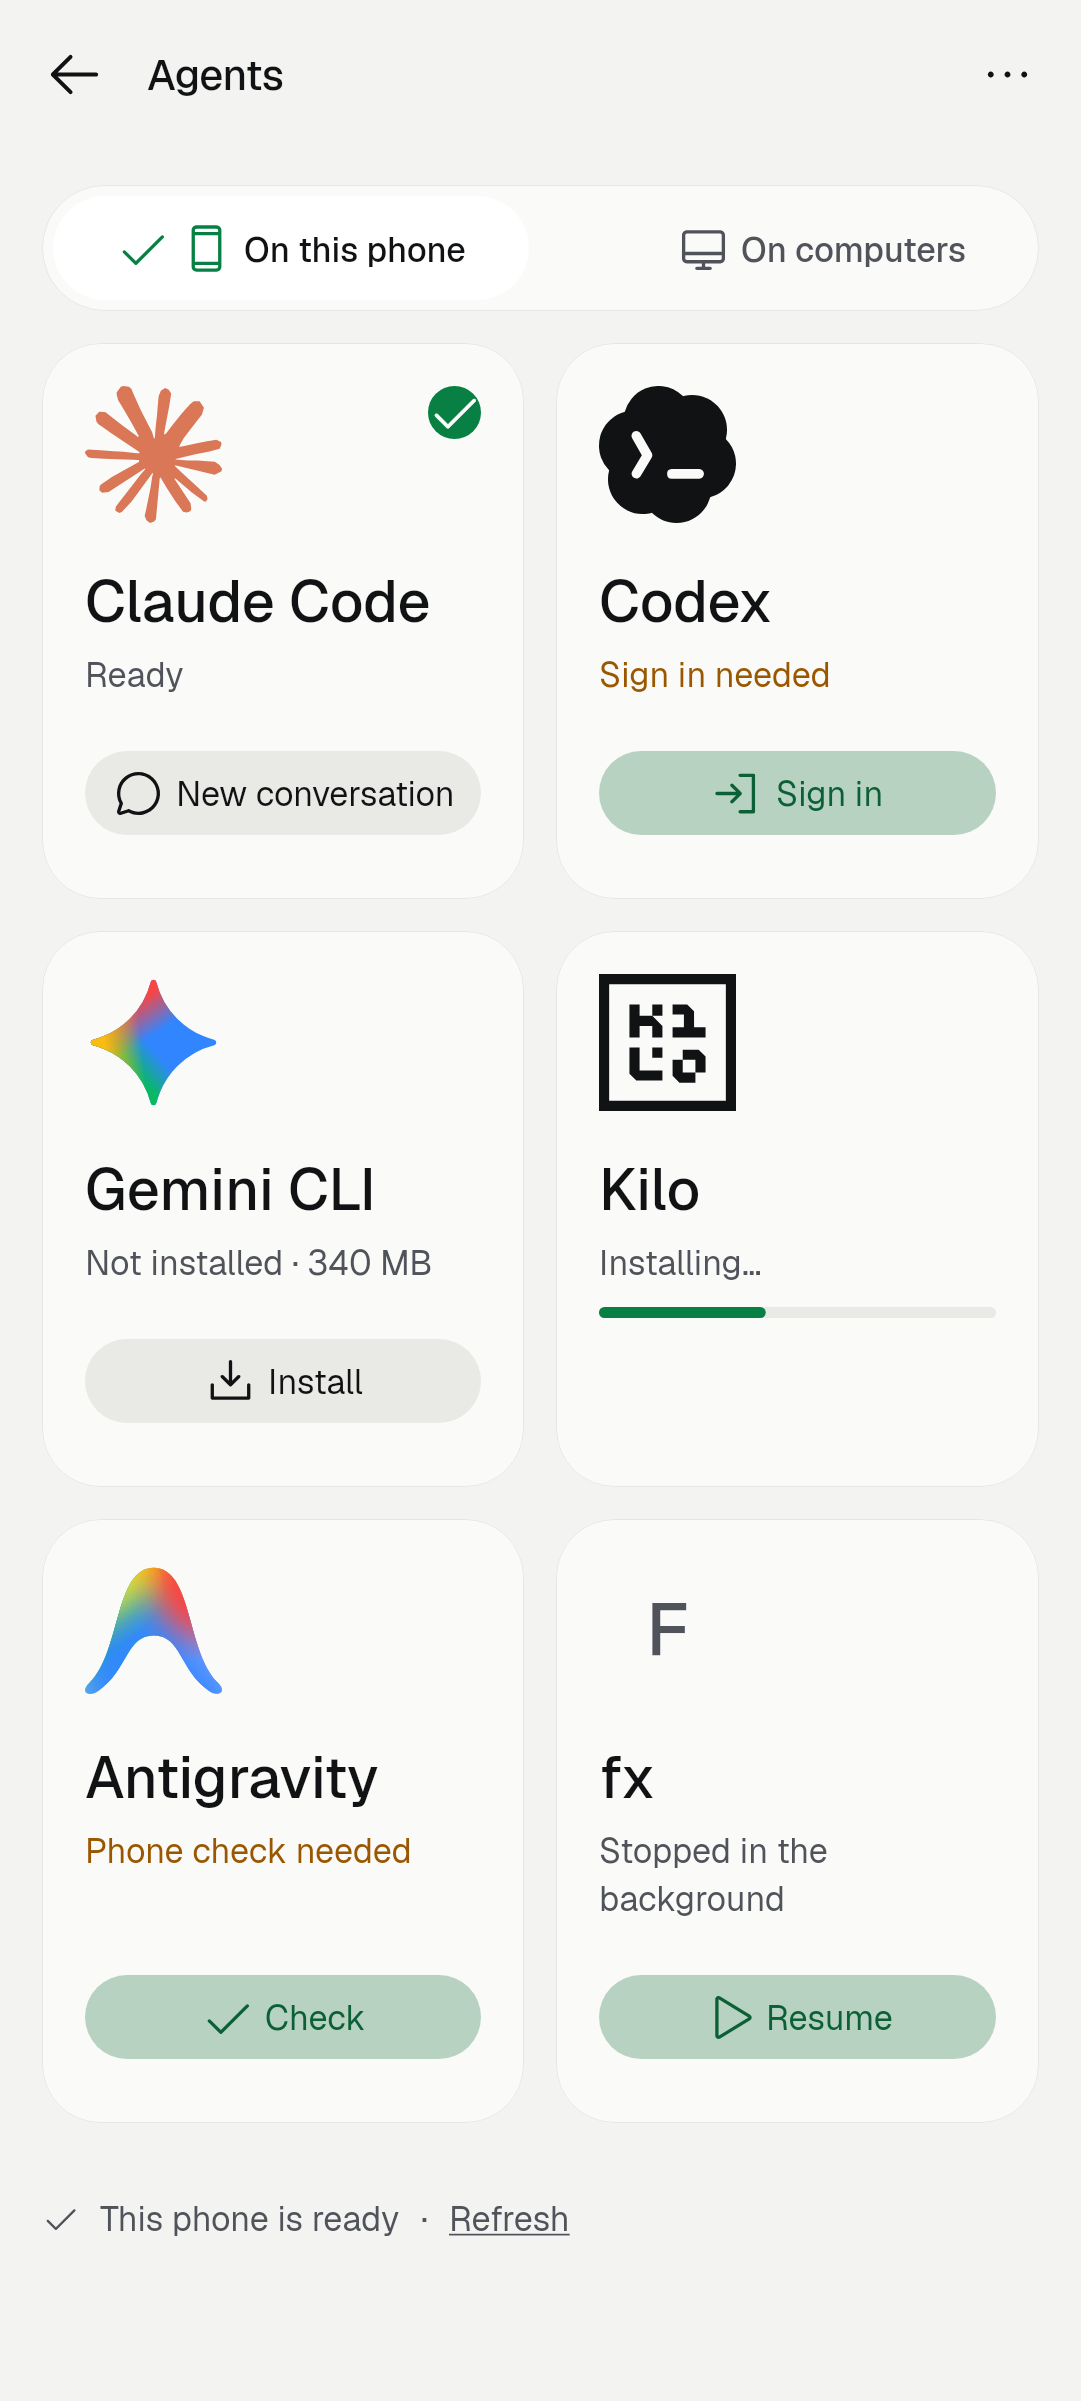 Agents
On this phone
On computers
Claude Code
Ready
New conversation
Codex
Sign in needed
Sign in
Gemini CLI
Not installed · 340 MB
Install
KILO
Kilo
Installing…
Antigravity
Phone check needed
Check
F
fx
Stopped in the
background
Resume
This phone is ready · Refresh